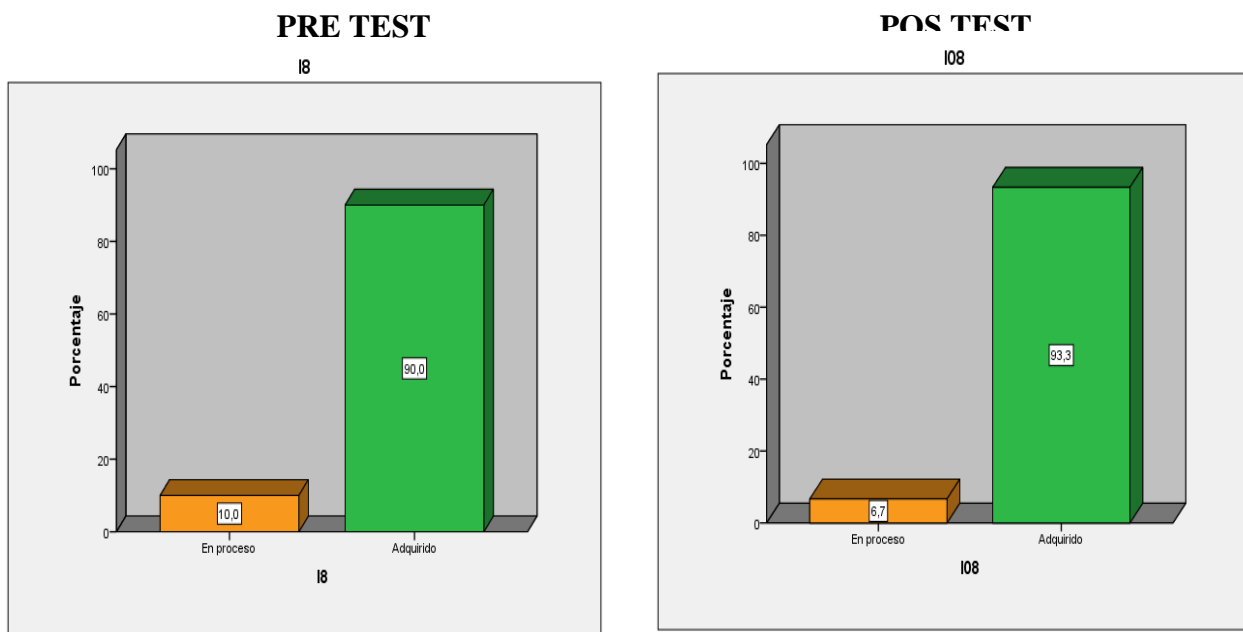 PRE TEST
I8
Porcentaje
100
80
60
40
20
0
10,0
90,0
En proceso
Adquirido
I8
POS TEST
I08
Porcentaje
100
80
60
40
20
0
6,7
93,3
En proceso
Adquirido
I08